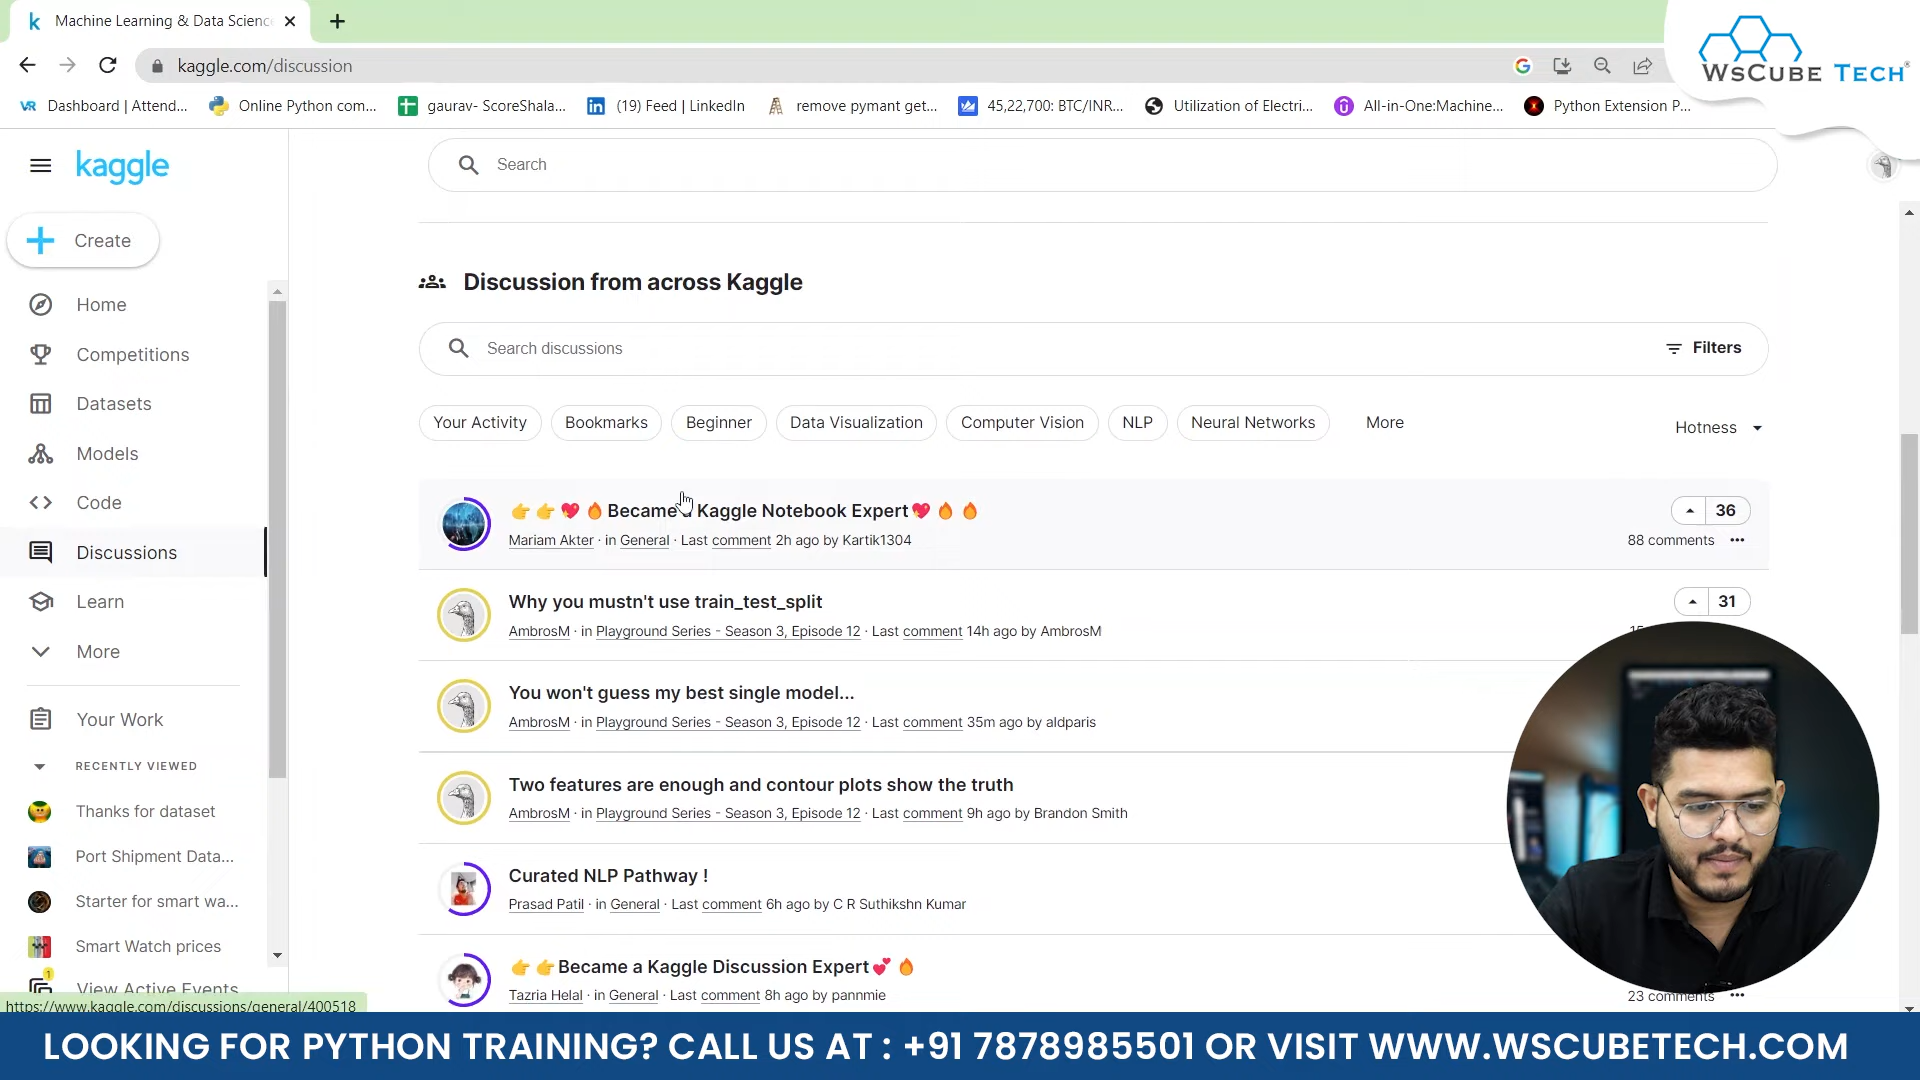 Machine Learning & Data Science
kaggle.com/discussion
WSCUBE TECH
VR Dashboard | Attend...
Online Python com...
gaurav- ScoreShala...
(19) Feed | LinkedIn
remove pymant get...
45,22,700: BTC/INR...
Utilization of Electri...
All-in-One:Machine...
Python Extension P...
kaggle
Search
Create
Home
Competitions
Datasets
Models
Code
Discussions
Learn
More
Your Work
RECENTLY VIEWED
Thanks for dataset
Port Shipment Data...
Starter for smart wa...
Smart Watch prices
1
View Active Events
https://www.kaggle.com/discussions/general/400518
Discussion from across Kaggle
Search discussions
Filters
Your Activity
Bookmarks
Beginner
Data Visualization
Computer Vision
NLP
Neural Networks
More
Hotness
👉👉💖🔥Became a Kaggle Notebook Expert💖🔥🔥
36
Mariam Akter · in General · Last comment 2h ago by Kartik1304
88 comments
Why you mustn't use train_test_split
31
AmbrosM · in Playground Series - Season 3, Episode 12 · Last comment 14h ago by AmbrosM
You won't guess my best single model...
AmbrosM · in Playground Series - Season 3, Episode 12 · Last comment 35m ago by aldparis
Two features are enough and contour plots show the truth
AmbrosM · in Playground Series - Season 3, Episode 12 · Last comment 9h ago by Brandon Smith
Curated NLP Pathway !
Prasad Patil · in General · Last comment 6h ago by C R Suthikshn Kumar
👉👉Became a Kaggle Discussion Expert💕🔥
Tazria Helal · in General · Last comment 8h ago by pannmie
23 comments
LOOKING FOR PYTHON TRAINING? CALL US AT : +91 7878985501 OR VISIT WWW.WSCUBETECH.COM